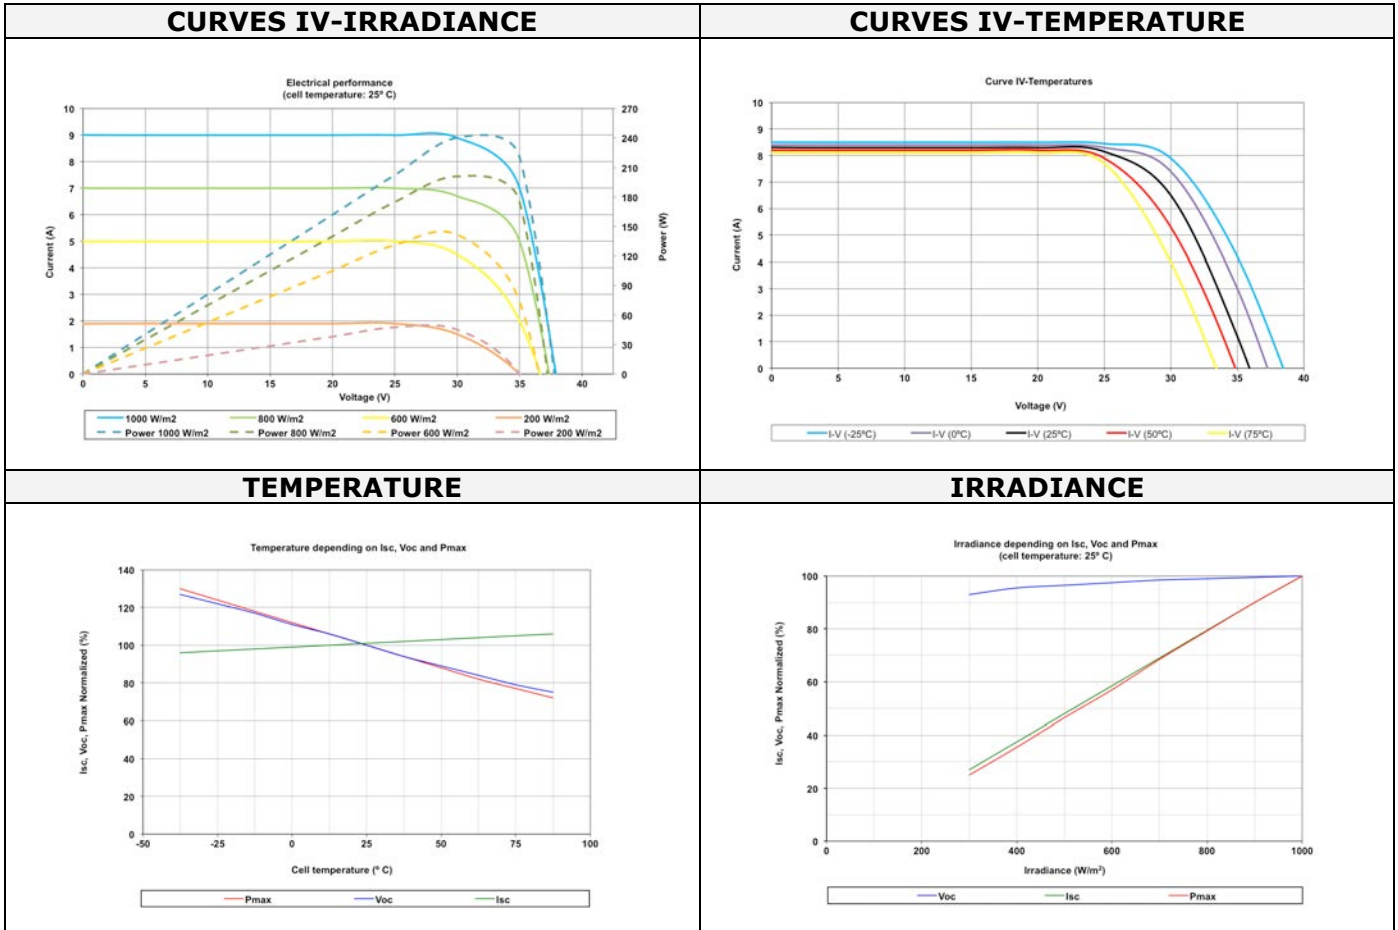 CURVES IV-IRRADIANCE
CURVES IV-TEMPERATURE
Electrical performance
(cell temperature: 25º C)
10
9
8
7
6
5
4
3
2
1
0
Current (A)
270
240
210
180
150
120
90
60
30
0
Power (W)
0
5
10
15
20
25
30
35
40
Voltage (V)
1000 W/m2
800 W/m2
600 W/m2
200 W/m2
Power 1000 W/m2
Power 800 W/m2
Power 600 W/m2
Power 200 W/m2
Curve IV-Temperatures
10
9
8
7
6
5
4
3
2
1
0
Current (A)
0
5
10
15
20
25
30
35
40
Voltage (V)
I-V (-25ºC)
I-V (0ºC)
I-V (25ºC)
I-V (50ºC)
I-V (75ºC)
TEMPERATURE
IRRADIANCE
Temperature depending on Isc, Voc and Pmax
140
120
100
80
60
40
20
0
Isc, Voc, Pmax Normalized (%)
-50
-25
0
25
50
75
100
Cell temperature (º C)
Pmax
Voc
Isc
Irradiance depending on Isc, Voc and Pmax
(cell temperature: 25º C)
100
80
60
40
20
0
Isc, Voc, Pmax Normalized (%)
0
200
400
600
800
1000
Irradiance (W/m²)
Voc
Isc
Pmax